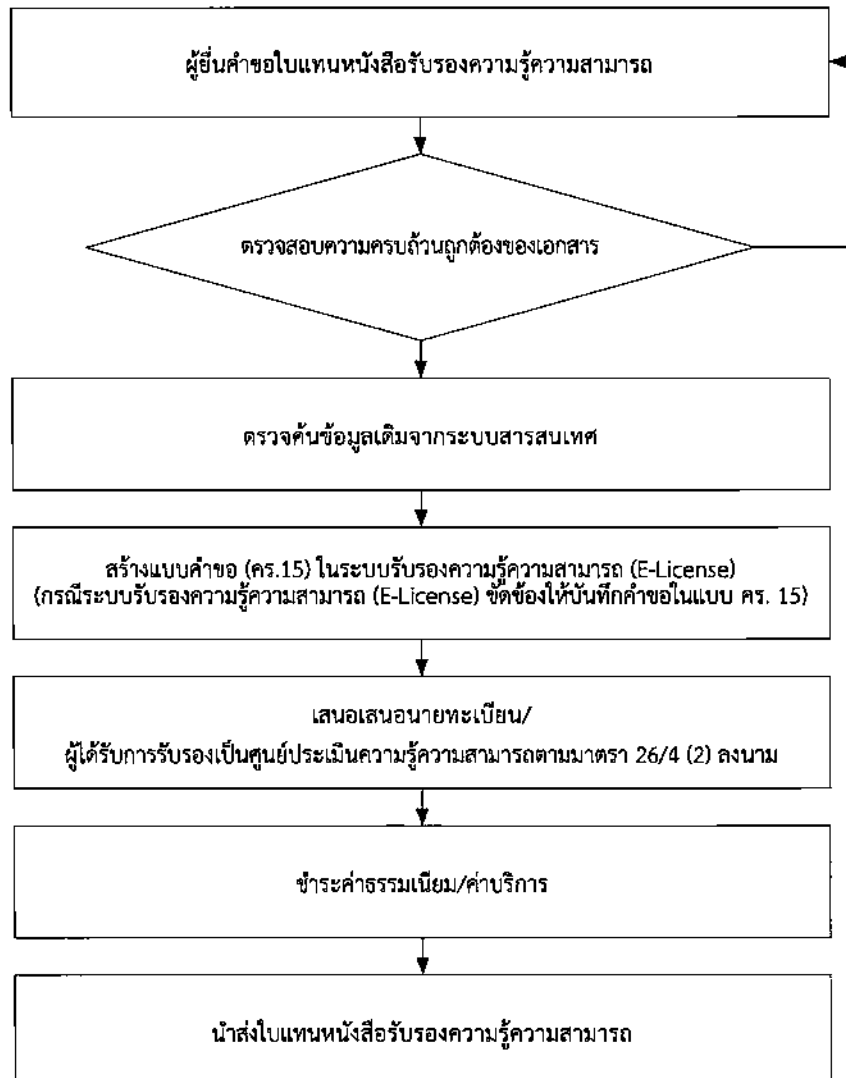 ผู้ยื่นคำขอใบแทนหนังสือรับรองความรู้ความสามารถ
ตรวจสอบความครบถ้วนถูกต้องของเอกสาร
ตรวจค้นข้อมูลเดิมจากระบบสารสนเทศ
สร้างแบบคำขอ (คร.15) ในระบบรับรองความรู้ความสามารถ (E-License)
(กรณีระบบรับรองความรู้ความสามารถ (E-License) ขัดข้องให้บันทึกคำขอในแบบ คร. 15)
เสนอเสนอนายทะเบียน/
ผู้ได้รับการรับรองเป็นศูนย์ประเมินความรู้ความสามารถตามมาตรา 26/4 (2) ลงนาม
ชำระค่าธรรมเนียม/ค่าบริการ
นำส่งใบแทนหนังสือรับรองความรู้ความสามารถ